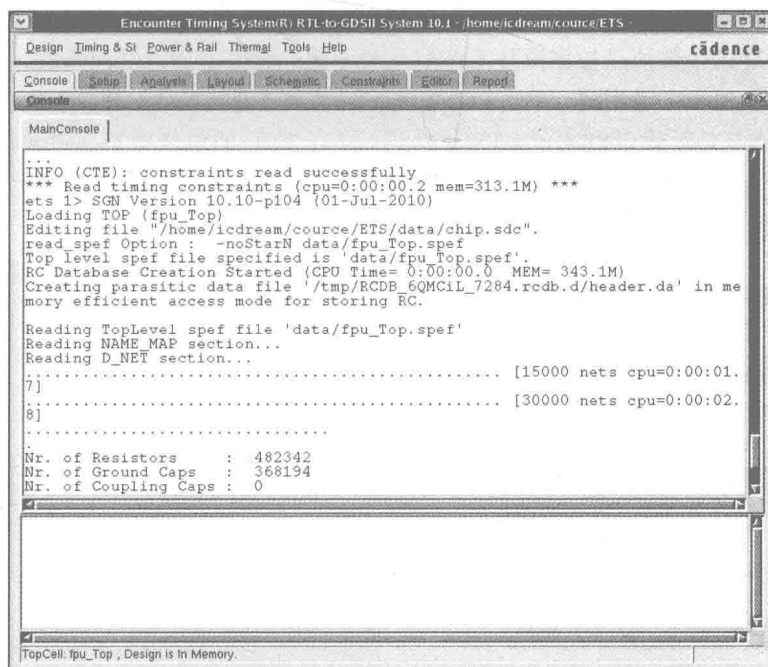 Encounter Timing System(R) RTL-to-GDSII System 10.1 - /home/icdream/cource/ETS -
Design Timing & SI Power & Rail Thermal Tools Help
cādence
Console Setup Analysis Layout Schematic Constraints Editor Report
Console
MainConsole
...
INFO (CTE): constraints read successfully
*** Read timing constraints (cpu=0:00:00.2 mem=313.1M) ***
ets 1> SGN Version 10.10-p104 (01-Jul-2010)
Loading TOP (fpu_Top)
Editing file "/home/icdream/cource/ETS/data/chip.sdc".
read_spef Option :  -noStarN data/fpu_Top.spef
Top level spef file specified is 'data/fpu_Top.spef'.
RC Database Creation Started (CPU Time= 0:00:00.0  MEM= 343.1M)
Creating parasitic data file '/tmp/RCDB_6QMCiL_7284.rcdb.d/header.da' in me
mory efficient access mode for storing RC.
Reading TopLevel spef file 'data/fpu_Top.spef'
Reading NAME_MAP section...
Reading D_NET section...
.................................................. [15000 nets cpu=0:00:01.
7]
.................................................. [30000 nets cpu=0:00:02.
8]
................................
.
Nr. of Resistors     :  482342
Nr. of Ground Caps   :  368194
Nr. of Coupling Caps :  0
TopCell: fpu_Top , Design is In Memory.